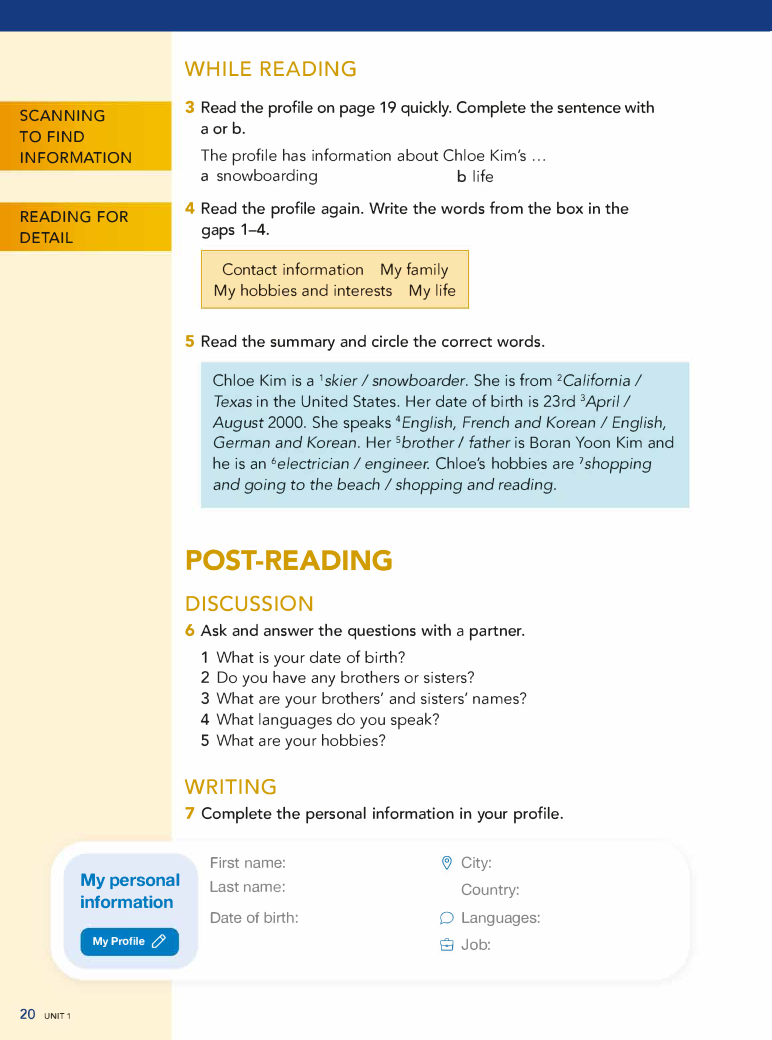 WHILE READING
SCANNING
TO FIND
INFORMATION
3 Read the profile on page 19 quickly. Complete the sentence with
a or b.
The profile has information about Chloe Kim's …
a snowboarding b life
READING FOR
DETAIL
4 Read the profile again. Write the words from the box in the
gaps 1–4.
Contact information My family
My hobbies and interests My life
5 Read the summary and circle the correct words.
Chloe Kim is a 1skier / snowboarder. She is from 2California /
Texas in the United States. Her date of birth is 23rd 3April /
August 2000. She speaks 4English, French and Korean / English,
German and Korean. Her 5brother / father is Boran Yoon Kim and
he is an 6electrician / engineer. Chloe's hobbies are 7shopping
and going to the beach / shopping and reading.
POST-READING
DISCUSSION
6 Ask and answer the questions with a partner.
1 What is your date of birth?
2 Do you have any brothers or sisters?
3 What are your brothers' and sisters' names?
4 What languages do you speak?
5 What are your hobbies?
WRITING
7 Complete the personal information in your profile.
My personal
information
My Profile
First name:
Last name:
Date of birth:
City:
Country:
Languages:
Job:
20 UNIT 1